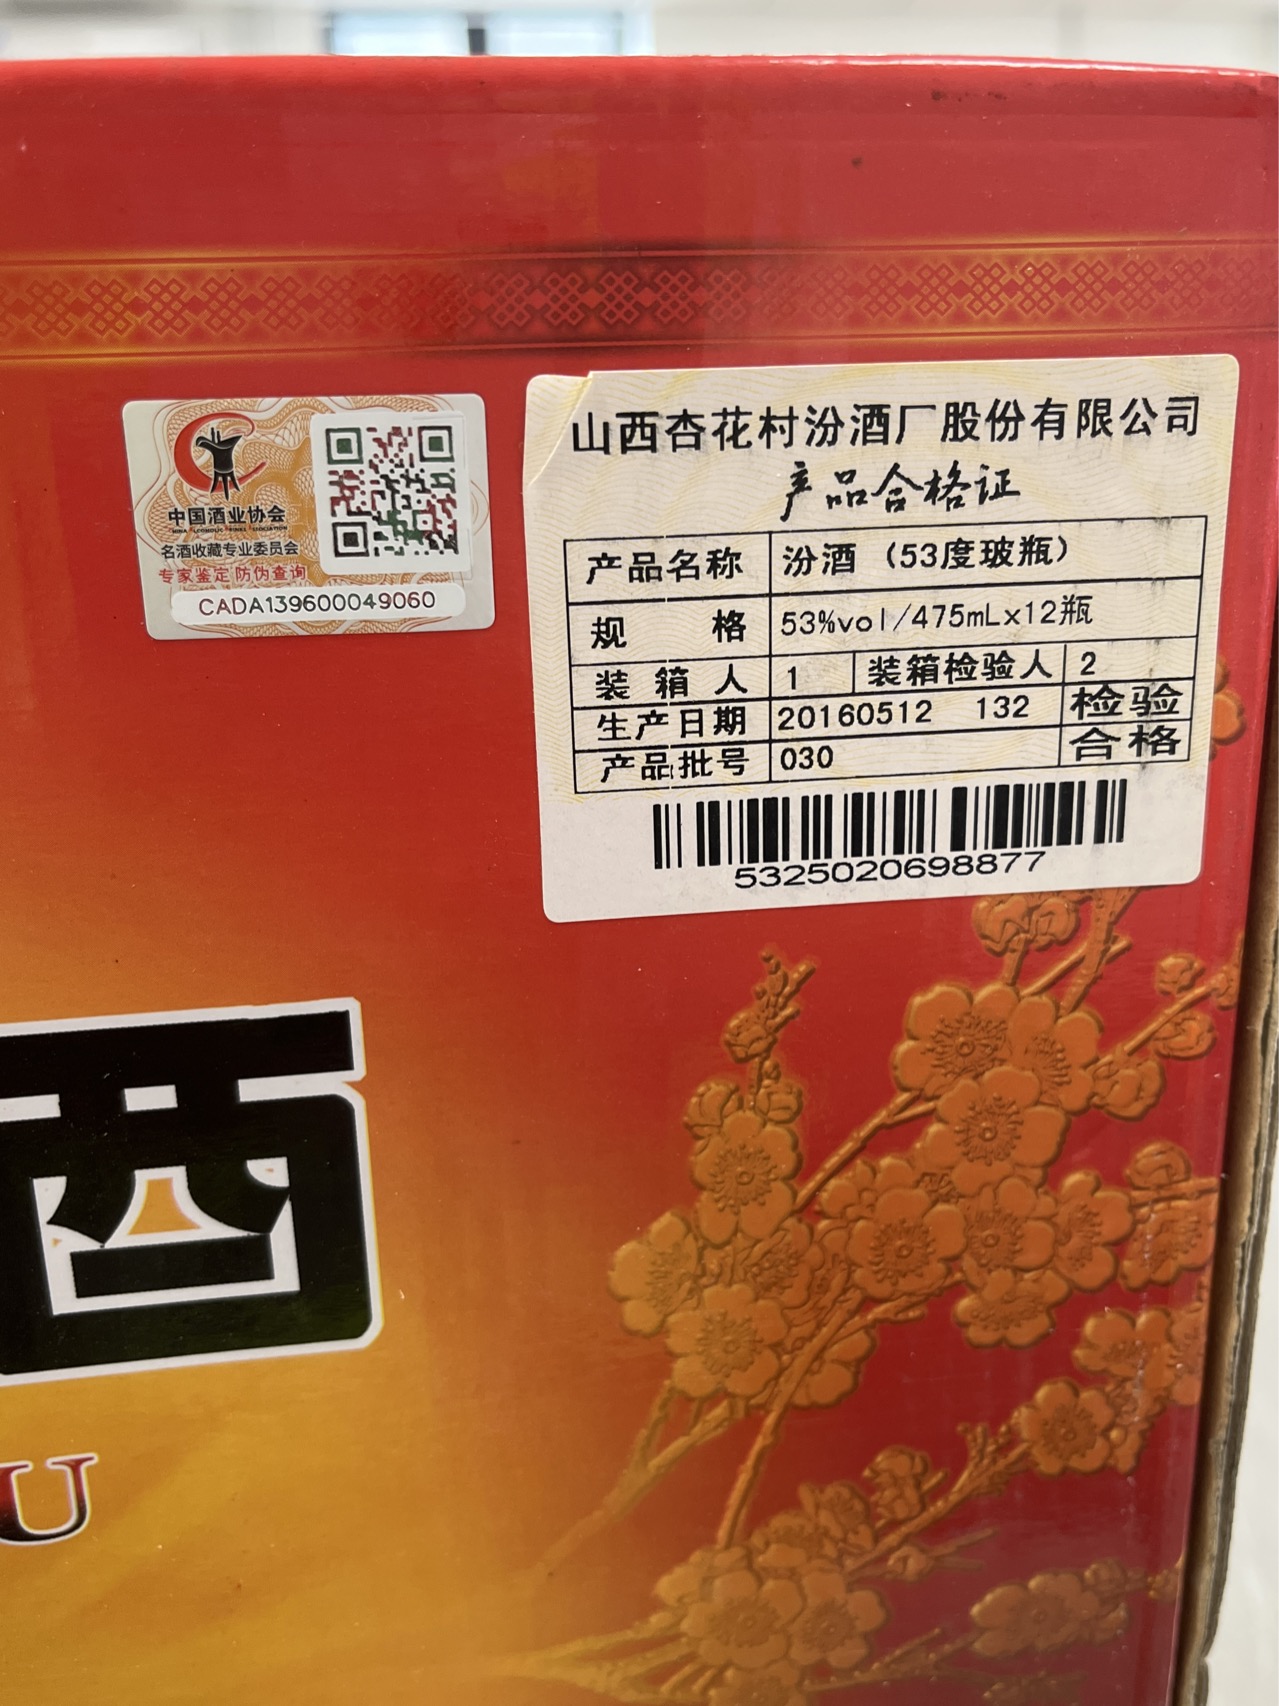 中国酒业协会
名酒收藏专业委员会
专家鉴定 防伪查询
CADA139600049060
山西杏花村汾酒厂股份有限公司
产品合格证
产品名称 汾酒（53度玻瓶）
规 格 53%vol/475mLx12瓶
装 箱 人 1 装箱检验人 2
生产日期 20160512 132 检验
产品批号 030 合格
5325020698877
酒
U